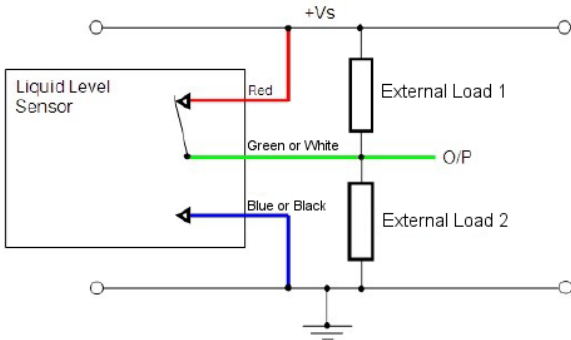 +Vs
Liquid Level
Sensor
Red
External Load 1
Green or White
O/P
Blue or Black
External Load 2